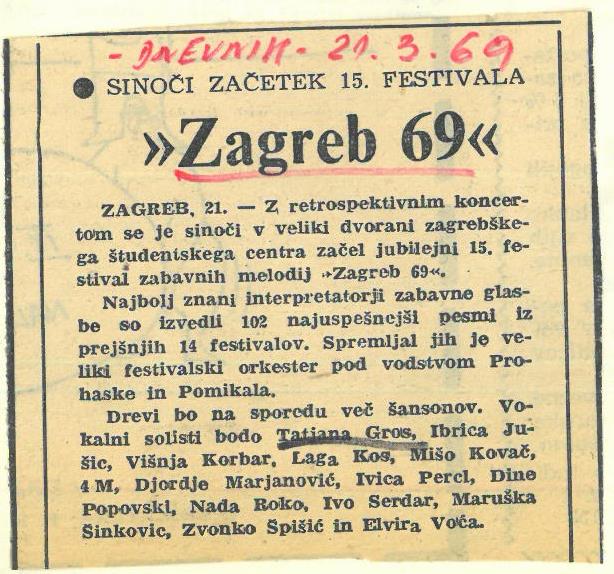 - DNEVNIK - 21. 3. 69
● SINOČI ZAČETEK 15. FESTIVALA
»Zagreb 69«
ZAGREB, 21. — Z retrospektivnim koncer-
tom se je sinoči v veliki dvorani zagrebške-
ga študentskega centra začel jubilejni 15. fe-
stival zabavnih melodij »Zagreb 69«.
Najbolj znani interpretatorji zabavne glas-
be so izvedli 102 najuspešnejši pesmi iz
prejšnjih 14 festivalov. Spremljal jih je ve-
liki festivalski orkester pod vodstvom Pro-
haske in Pomikala.
Drevi bo na sporedu več šansonov. Vo-
kalni solisti bodo Tatjana Gros, Ibrica Ju-
šic, Višnja Korbar, Laga Kos, Mišo Kovač,
4 M, Djordje Marjanović, Ivica Percl, Dine
Popovski, Nada Roko, Ivo Serdar, Maruška
Sinkovic, Zvonko Spišić in Elvira Voća.